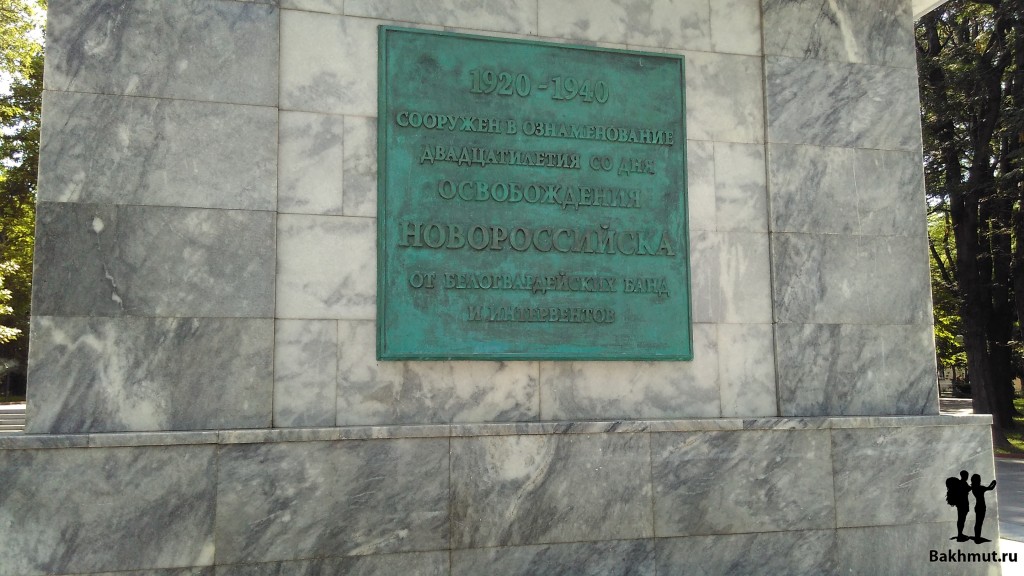 1920-1940
СООРУЖЕН В ОЗНАМЕНОВАНИЕ
ДВАДЦАТИЛЕТИЯ СО ДНЯ
ОСВОБОЖДЕНИЯ
НОВОРОССИЙСКА
ОТ БЕЛОГВАРДЕЙСКИХ БАНД
И ИНТЕРВЕНТОВ
Bakhmut.ru